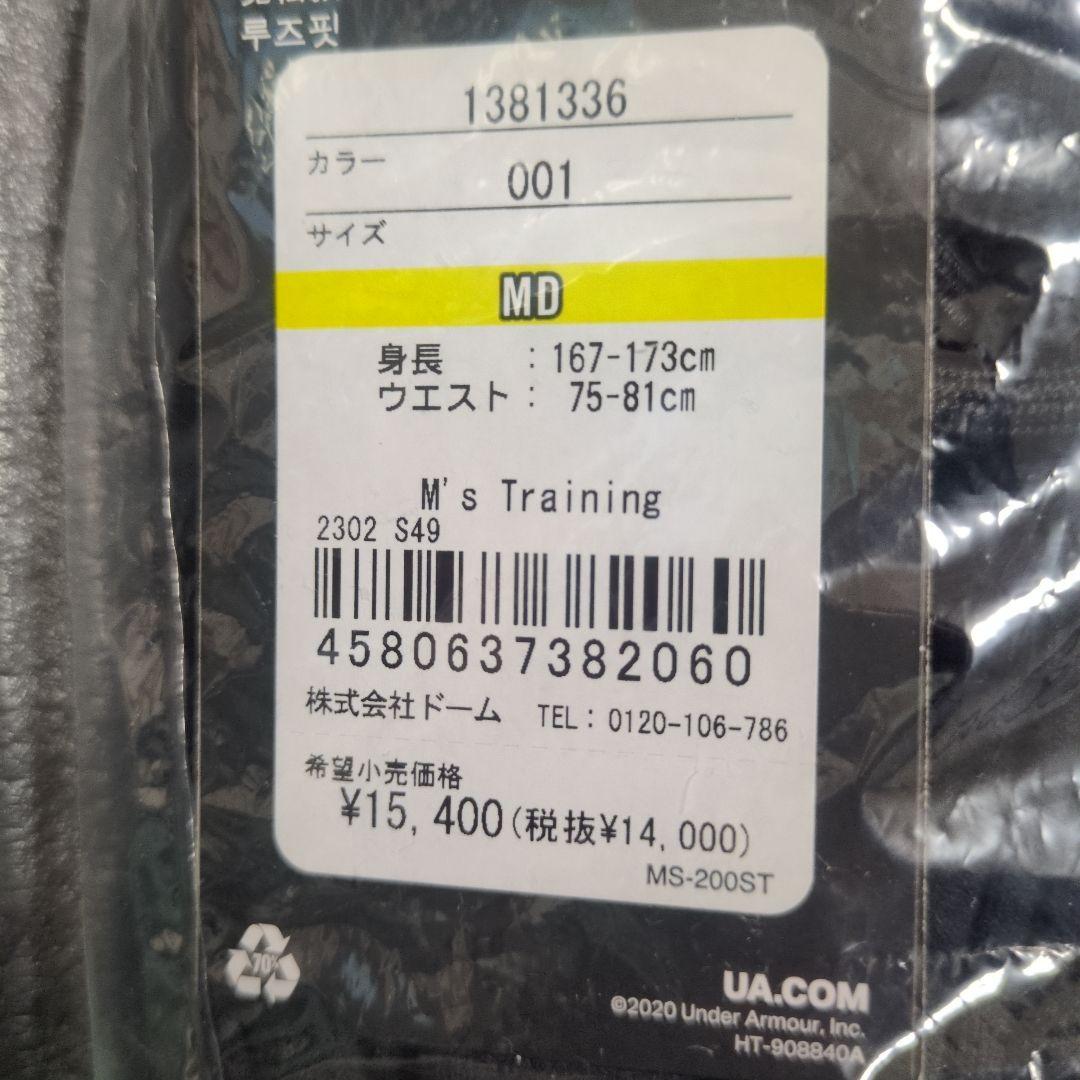 루즈핏
1381336
カラー
001
サイズ
MD
身長 : 167-173cm
ウエスト : 75-81cm
M's Training
2302 S49
4580637382060
株式会社ドーム TEL : 0120-106-786
希望小売価格
¥15,400(税抜¥14,000)
MS-200ST
70%
UA.COM
©2020 Under Armour, Inc.
HT-908840A